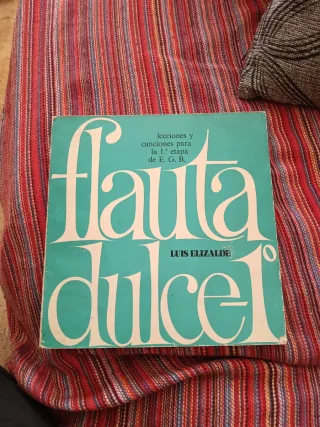 lecciones y
canciones para
la 1.ª etapa
de E. G. B.
flauta
LUIS ELIZALDE
dulce-1º